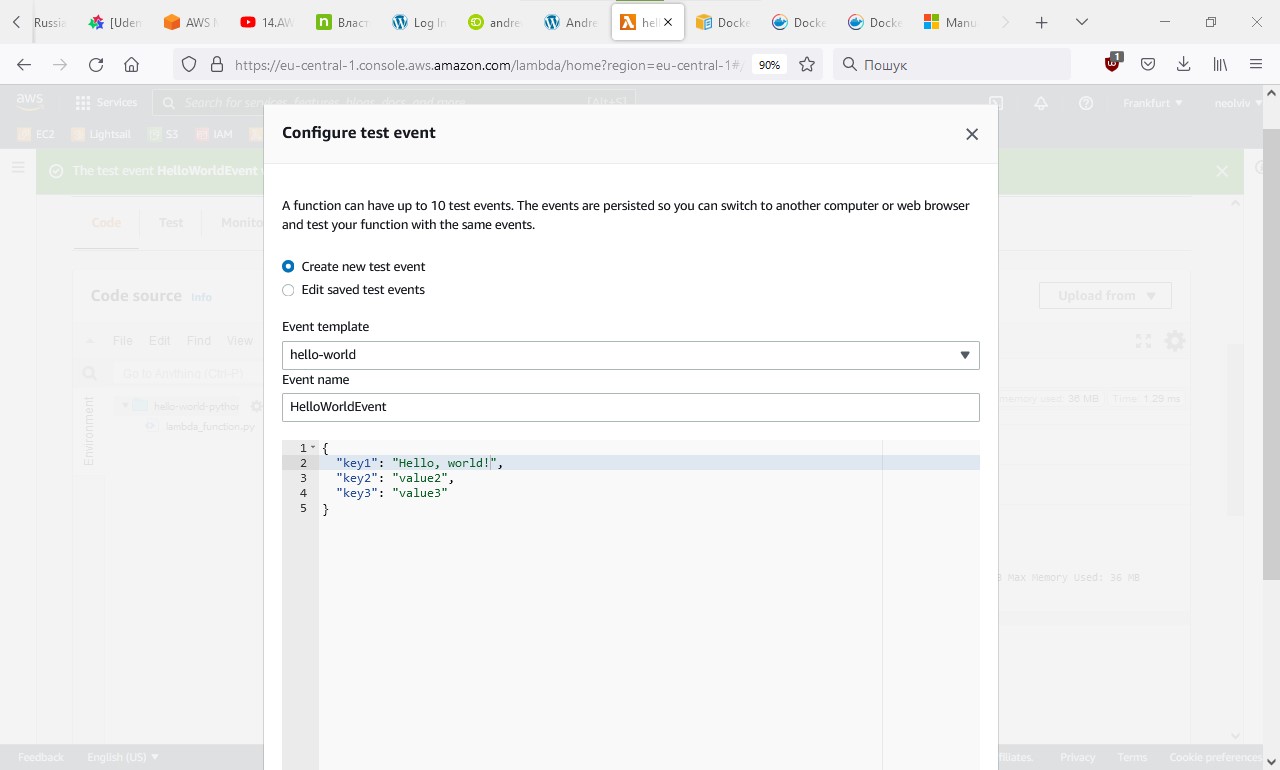 Russia
[Uden
AWS M
14.AW
Власт
Log In
andre
Andre
hel
Docke
Docke
Docke
Manu
https://eu-central-1.console.aws.amazon.com/lambda/home?region=eu-central-1#/
90%
Пошук
1
aws
Services
Search for services, features, blogs, docs, and more
[Alt+S]
Frankfurt
neolviv
EC2
Lightsail
S3
IAM
Configure test event
The test event HelloWorldEvent
A function can have up to 10 test events. The events are persisted so you can switch to another computer or web browser
and test your function with the same events.
Code
Test
Monito
Create new test event
Edit saved test events
Code source Info
Upload from
Event template
hello-world
File Edit Find View
Event name
Go to Anything (Ctrl-P)
HelloWorldEvent
memory used: 36 MB
Time: 1.29 ms
Environment
hello-world-python
lambda_function.py
1 {
2 "key1": "Hello, world!",
3 "key2": "value2",
4 "key3": "value3"
5 }
Max Memory Used: 36 MB
Feedback
English (US)
ffiliates.
Privacy
Terms
Cookie preferences